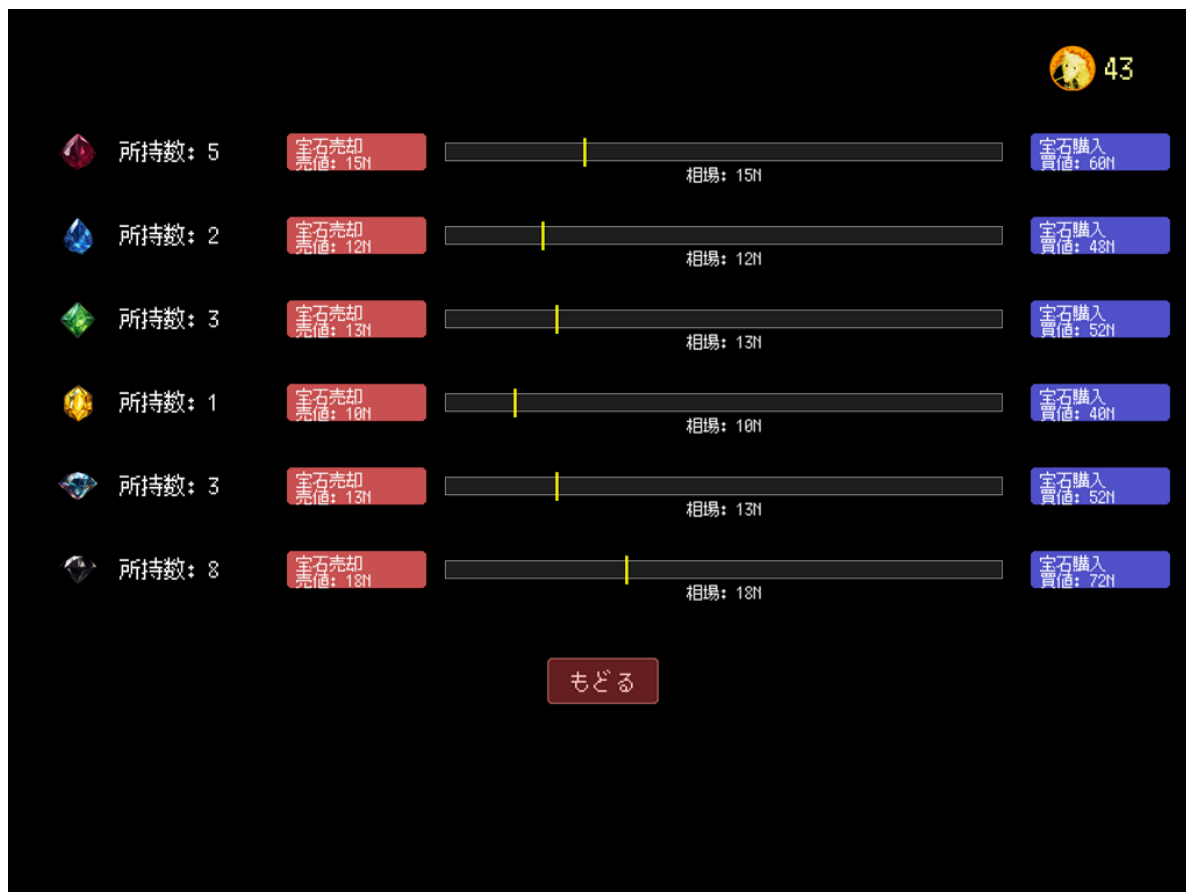 43
所持数: 5
宝石売却
売値: 15N
相場: 15N
宝石購入
買値: 60N
所持数: 2
宝石売却
売値: 12N
相場: 12N
宝石購入
買値: 48N
所持数: 3
宝石売却
売値: 13N
相場: 13N
宝石購入
買値: 52N
所持数: 1
宝石売却
売値: 10N
相場: 10N
宝石購入
買値: 40N
所持数: 3
宝石売却
売値: 13N
相場: 13N
宝石購入
買値: 52N
所持数: 8
宝石売却
売値: 18N
相場: 18N
宝石購入
買値: 72N
もどる